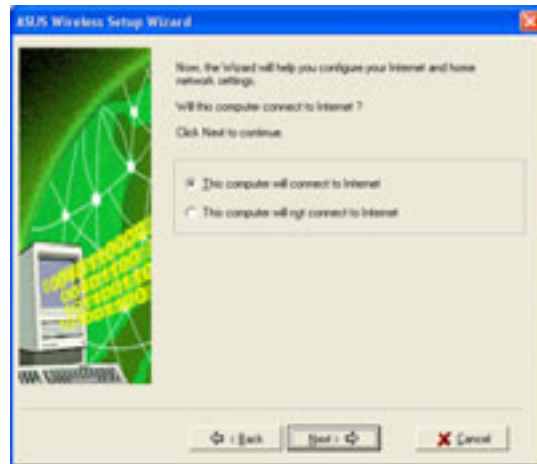 ASUS Wireless Setup Wizard
Now, the Wizard will help you configure your Internet and home
network settings.
Will this computer connect to Internet ?
Click Next to continue.
This computer will connect to Internet
This computer will not connect to Internet
< Back
Next >
Cancel